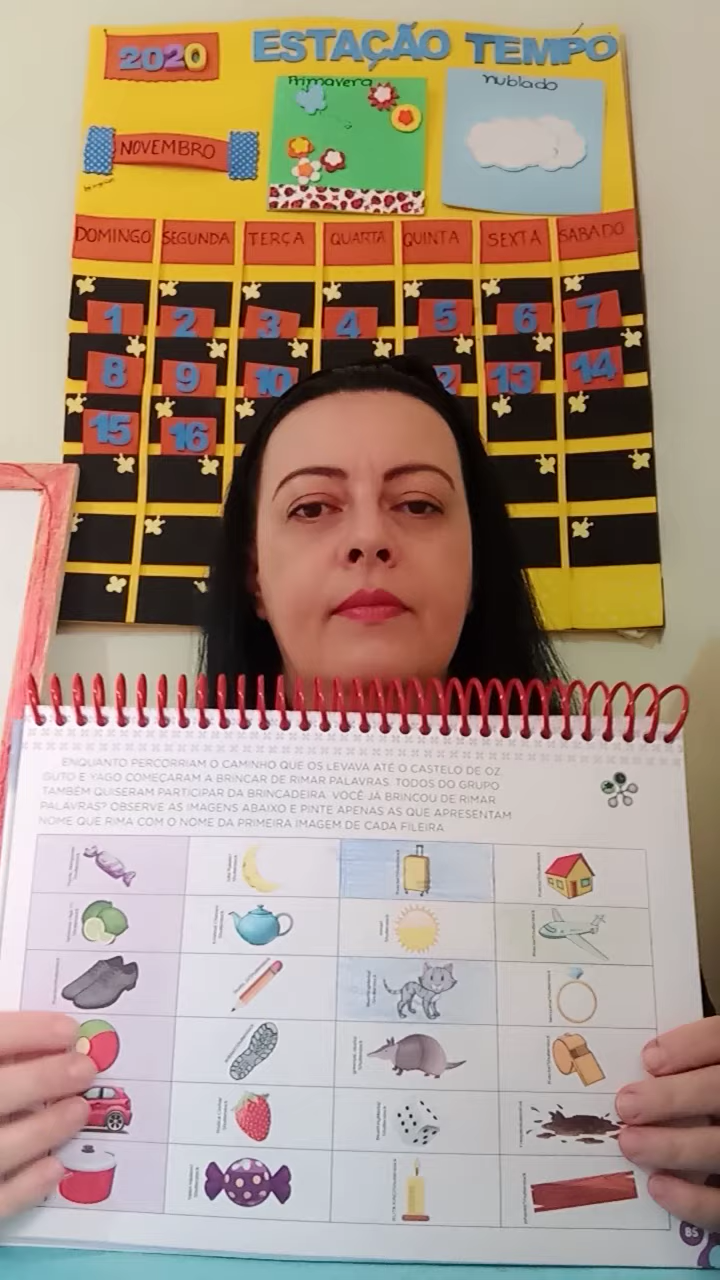 2020
ESTAÇÃO TEMPO
Primavera
nublado
NOVEMBRO
DOMINGO SEGUNDA TERÇA QUARTA QUINTA SEXTA SABADO
1 2 3 4 5 6 7
8 9 10 13 14
15 16
ENQUANTO PERCORRIAM O CAMINHO QUE OS LEVAVA ATÉ O CASTELO DE OZ,
GUTO E YAGO COMEÇARAM A BRINCAR DE RIMAR PALAVRAS. TODOS DO GRUPO
TAMBÉM QUISERAM PARTICIPAR DA BRINCADEIRA. VOCÊ JÁ BRINCOU DE RIMAR
PALAVRAS? OBSERVE AS IMAGENS ABAIXO E PINTE APENAS AS QUE APRESENTAM
NOME QUE RIMA COM O NOME DA PRIMEIRA IMAGEM DE CADA FILEIRA.
85